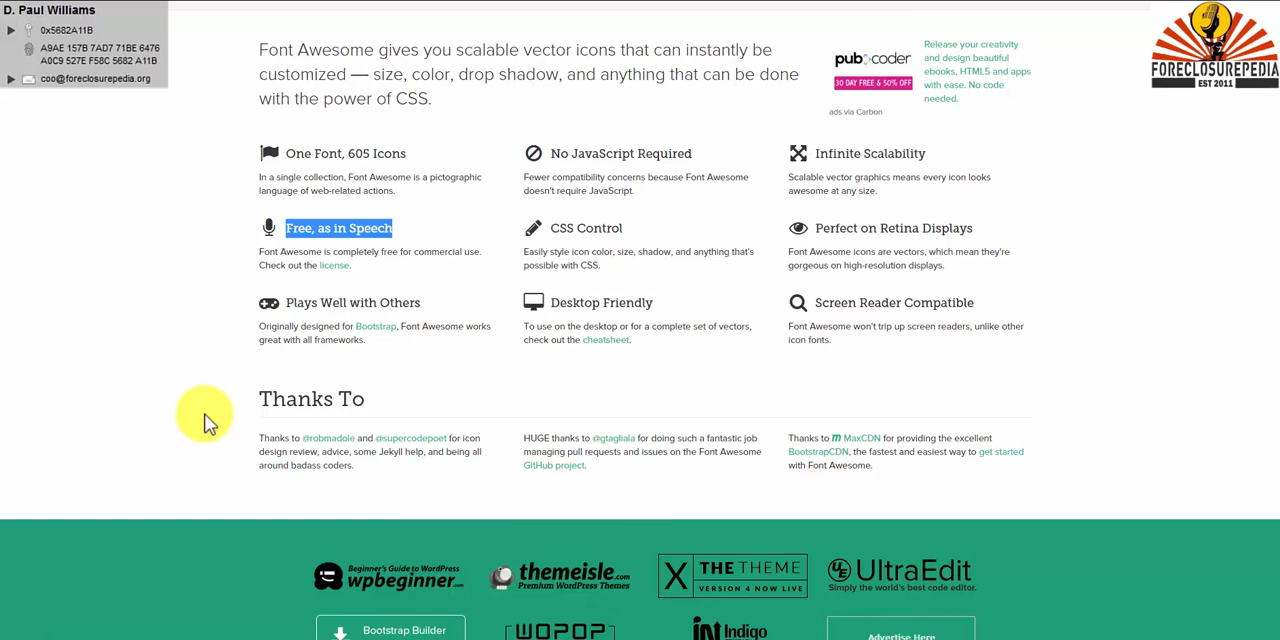 D. Paul Williams
0x5682A11B
A9AE 157B 7AD7 71BE 6476
A0C9 527E F58C 5682 A11B
coo@foreclosurepedia.org
Font Awesome gives you scalable vector icons that can instantly be
customized — size, color, drop shadow, and anything that can be done
with the power of CSS.
pubcoder
30 DAY FREE & 50% OFF
Release your creativity
and design beautiful
ebooks, HTML5 and apps
with ease. No code
needed.
ads via Carbon
FORECLOSUREPEDIA
EST 2011
One Font, 605 Icons
In a single collection, Font Awesome is a pictographic
language of web-related actions.
No JavaScript Required
Fewer compatibility concerns because Font Awesome
doesn't require JavaScript.
Infinite Scalability
Scalable vector graphics means every icon looks
awesome at any size.
Free, as in Speech
Font Awesome is completely free for commercial use.
Check out the license.
CSS Control
Easily style icon color, size, shadow, and anything that's
possible with CSS.
Perfect on Retina Displays
Font Awesome icons are vectors, which mean they're
gorgeous on high-resolution displays.
Plays Well with Others
Originally designed for Bootstrap, Font Awesome works
great with all frameworks.
Desktop Friendly
To use on the desktop or for a complete set of vectors,
check out the cheatsheet.
Screen Reader Compatible
Font Awesome won't trip up screen readers, unlike other
icon fonts.
Thanks To
Thanks to @robmadole and @supercodepoet for icon
design review, advice, some Jekyll help, and being all
around badass coders.
HUGE thanks to @gtagliala for doing such a fantastic job
managing pull requests and issues on the Font Awesome
GitHub project.
Thanks to MaxCDN for providing the excellent
BootstrapCDN, the fastest and easiest way to get started
with Font Awesome.
Beginner's Guide to WordPress
wpbeginner.com
themeisle.com
Premium WordPress Themes
X THE THEME
VERSION 4 NOW LIVE
UE UltraEdit
Simply the world's best code editor.
Bootstrap Builder
WOPOP
in Indigo
Advertise Here